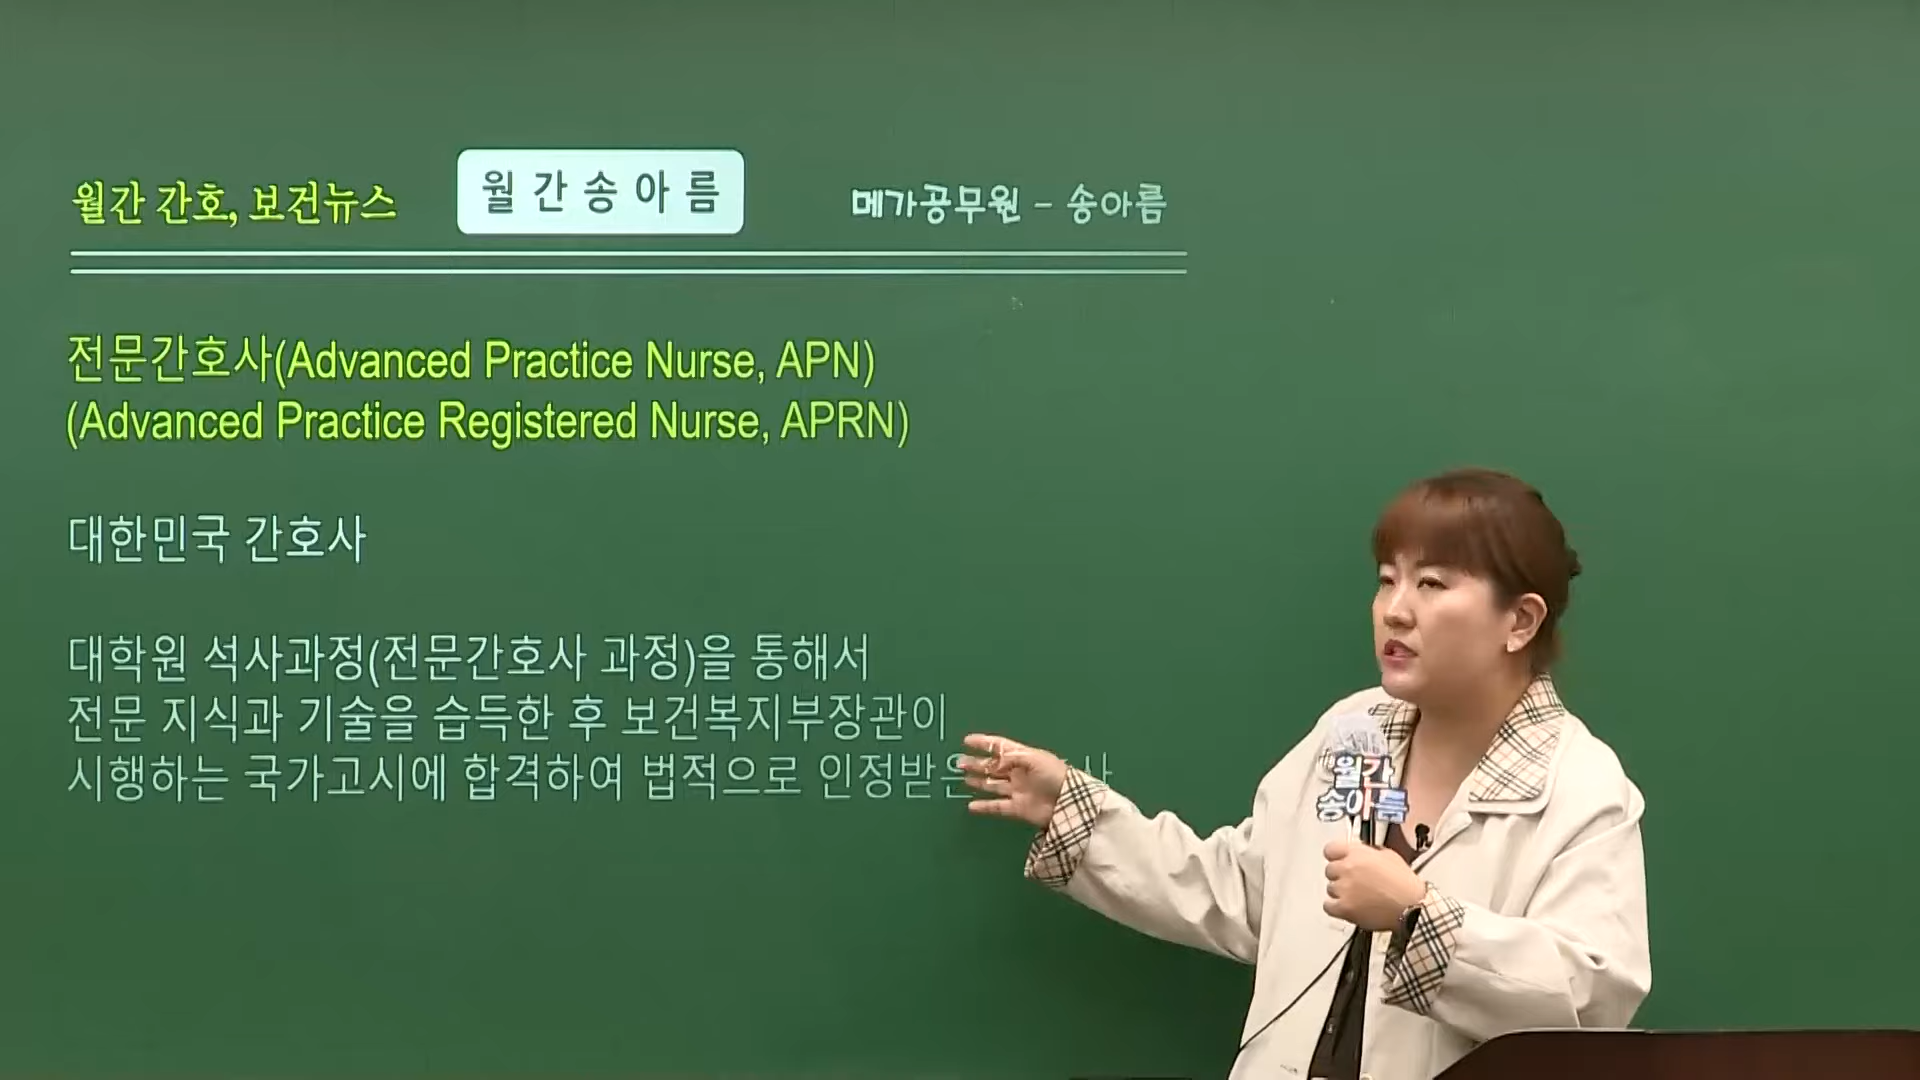 월간 간호, 보건뉴스
월간송아름
메가공무원 - 송아름
전문간호사(Advanced Practice Nurse, APN)
(Advanced Practice Registered Nurse, APRN)
대한민국 간호사
대학원 석사과정(전문간호사 과정)을 통해서
전문 지식과 기술을 습득한 후 보건복지부장관이
시행하는 국가고시에 합격하여 법적으로 인정받은
월간
송아름